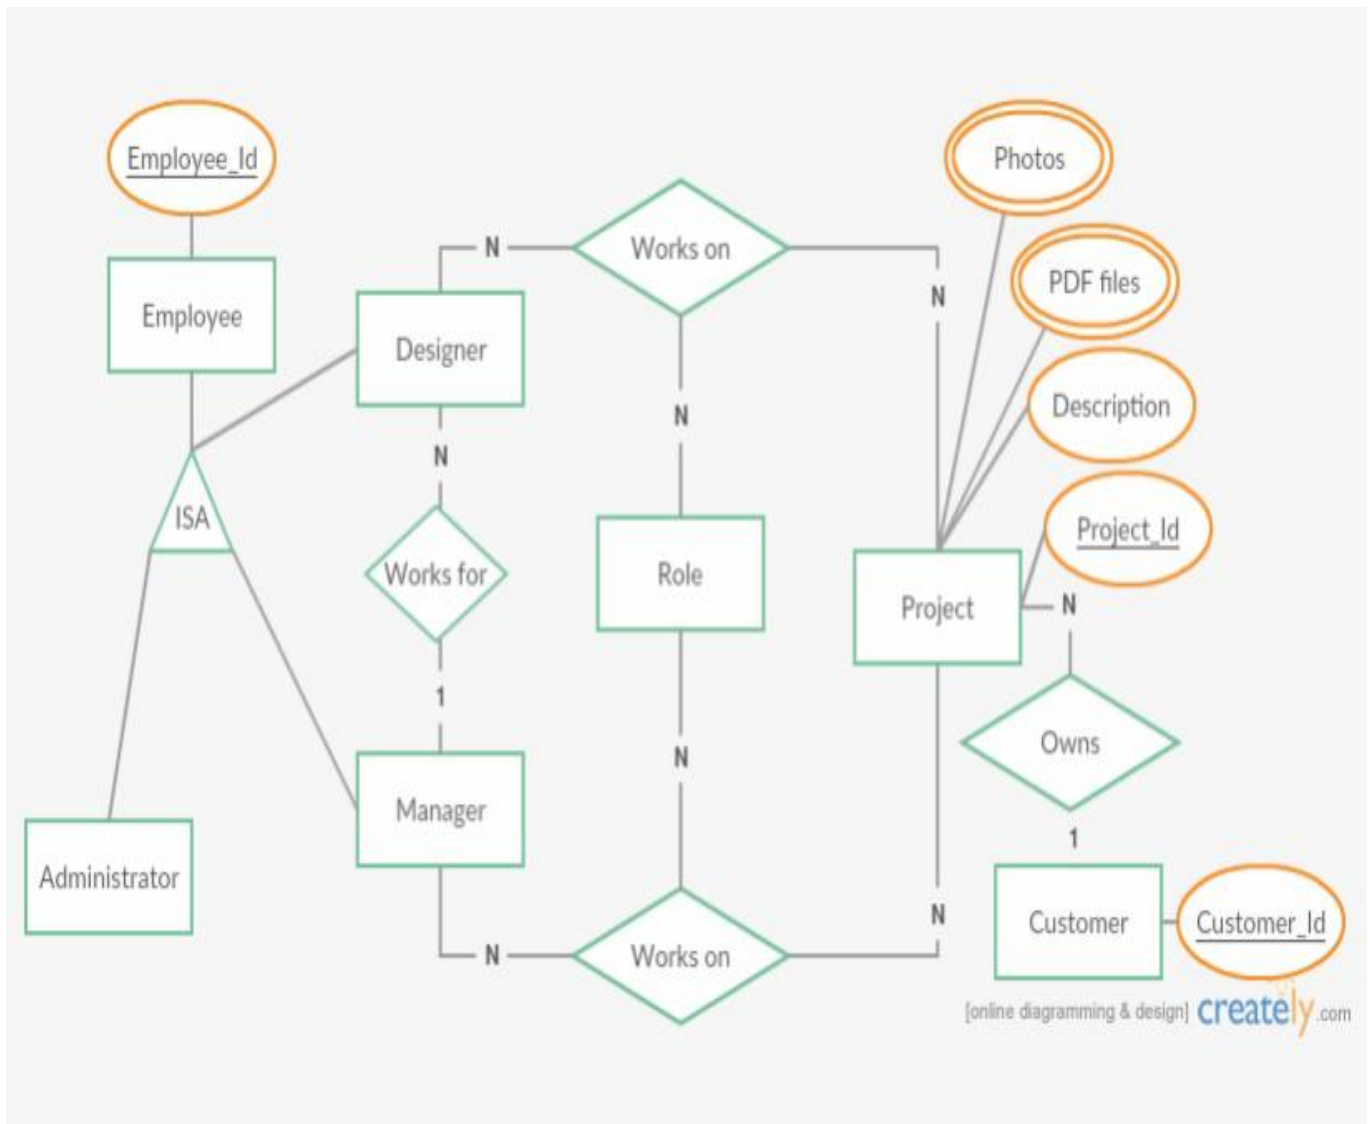 Employee_Id
Photos
Works on
N
PDF files
N
Employee
Designer
Description
N
N
ISA
Project_Id
Works for
Role
Project
N
1
Owns
N
Manager
1
Administrator
N
Customer
Customer_Id
N
Works on
[online diagramming & design] creately.com